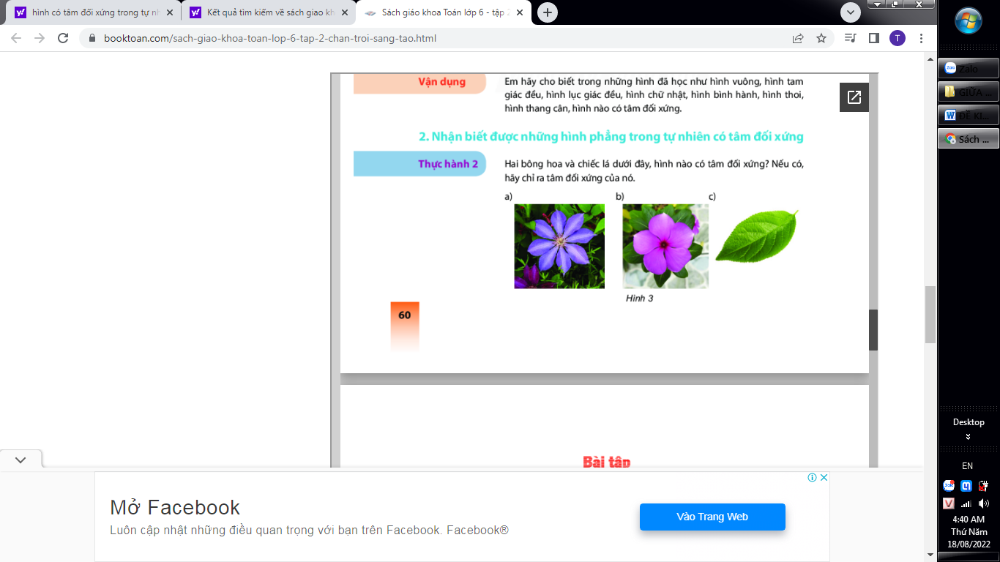 hình có tâm đối xứng trong tự nh
Kết quả tìm kiếm về sách giao kh
Sách giáo khoa Toán lớp 6 - tập 2
booktoan.com/sach-giao-khoa-toan-lop-6-tap-2-chan-troi-sang-tao.html
T
Vận dụng
Em hãy cho biết trong những hình đã học như hình vuông, hình tam
giác đều, hình lục giác đều, hình chữ nhật, hình bình hành, hình thoi,
hình thang cân, hình nào có tâm đối xứng.
2. Nhận biết được những hình phẳng trong tự nhiên có tâm đối xứng
Thực hành 2
Hai bông hoa và chiếc lá dưới đây, hình nào có tâm đối xứng? Nếu có,
hãy chỉ ra tâm đối xứng của nó.
a) b) c)
Hình 3
60
Bài tập
Mở Facebook
Luôn cập nhật những điều quan trọng với bạn trên Facebook. Facebook®
Vào Trang Web
Zalo
GIỮA ...
ĐỀ KI...
Sách ...
Desktop
EN
Zalo
4:40 AM
Thứ Năm
18/08/2022